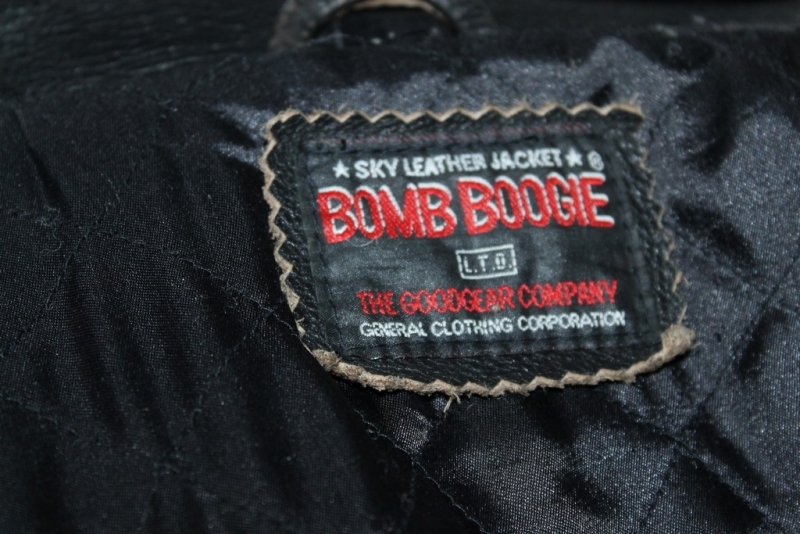 ★ SKY LEATHER JACKET ★ ®
BOMB BOOGIE
L.T.D.
THE GOODGEAR COMPANY
GENERAL CLOTHING CORPORATION